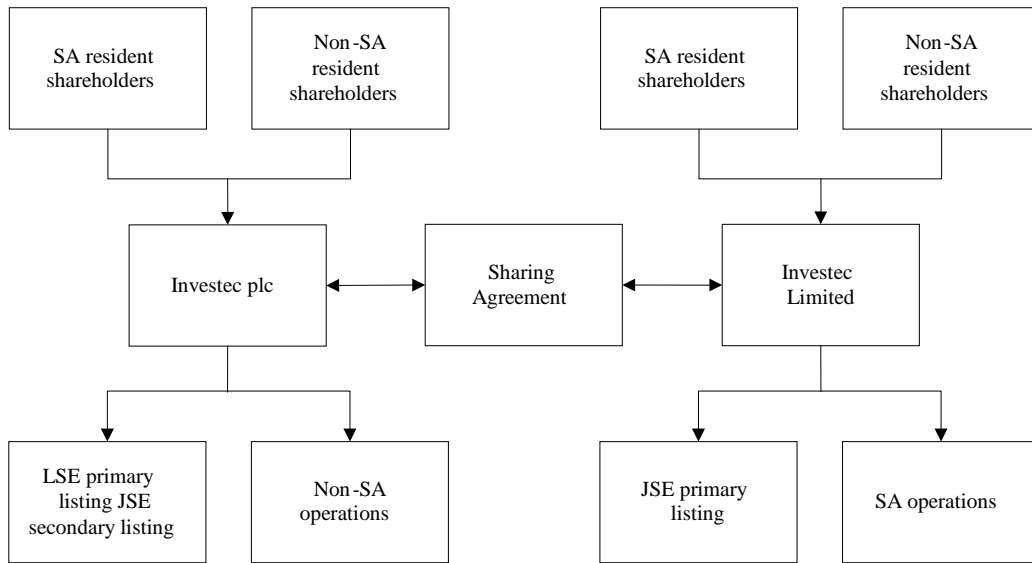 SA resident
shareholders
Non-SA
resident
shareholders
SA resident
shareholders
Non-SA
resident
shareholders
Investec plc
Sharing
Agreement
Investec
Limited
LSE primary
listing JSE
secondary listing
Non-SA
operations
JSE primary
listing
SA operations